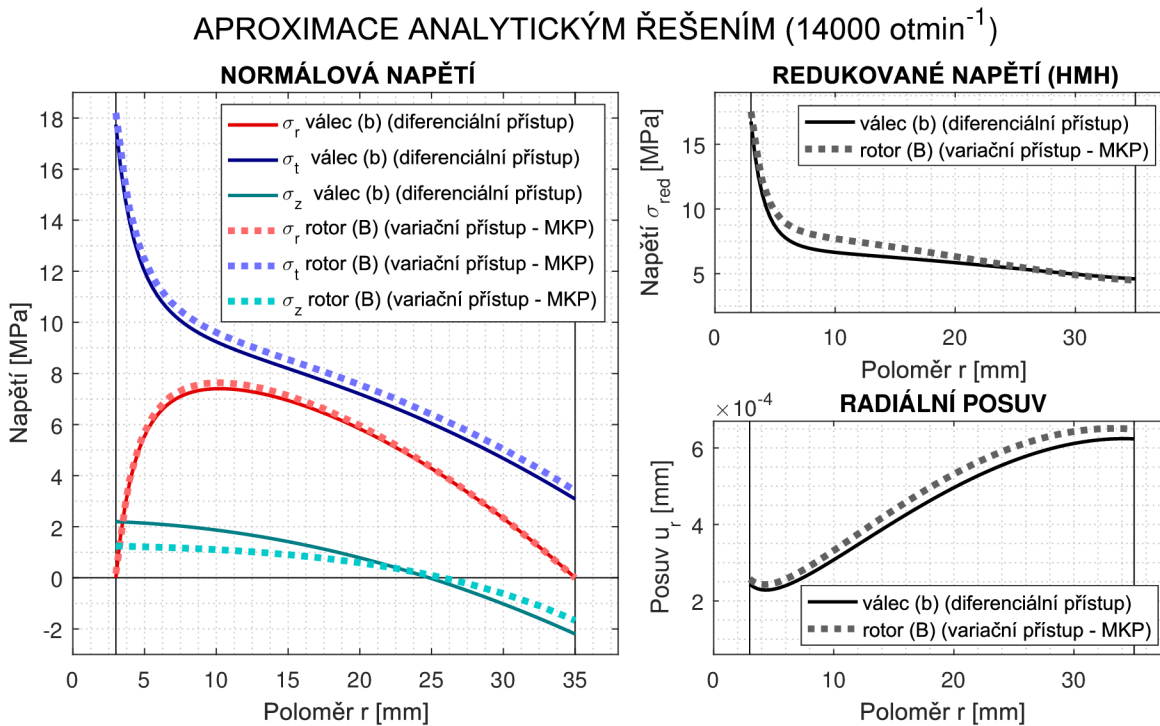 APROXIMACE ANALYTICKÝM ŘEŠENÍM (14000 otmin⁻¹)
NORMÁLOVÁ NAPĚTÍ
Napětí [MPa]
18
16
14
12
10
8
6
4
2
0
-2
σr válec (b) (diferenciální přístup)
σt válec (b) (diferenciální přístup)
σz válec (b) (diferenciální přístup)
σr rotor (B) (variační přístup - MKP)
σt rotor (B) (variační přístup - MKP)
σz rotor (B) (variační přístup - MKP)
0 5 10 15 20 25 30 35
Poloměr r [mm]
REDUKOVANÉ NAPĚTÍ (HMH)
Napětí σred [MPa]
15
10
5
válec (b) (diferenciální přístup)
rotor (B) (variační přístup - MKP)
0 10 20 30
Poloměr r [mm]
RADIÁLNÍ POSUV
×10⁻⁴
Posuv ur [mm]
6
4
2
válec (b) (diferenciální přístup)
rotor (B) (variační přístup - MKP)
0 10 20 30
Poloměr r [mm]